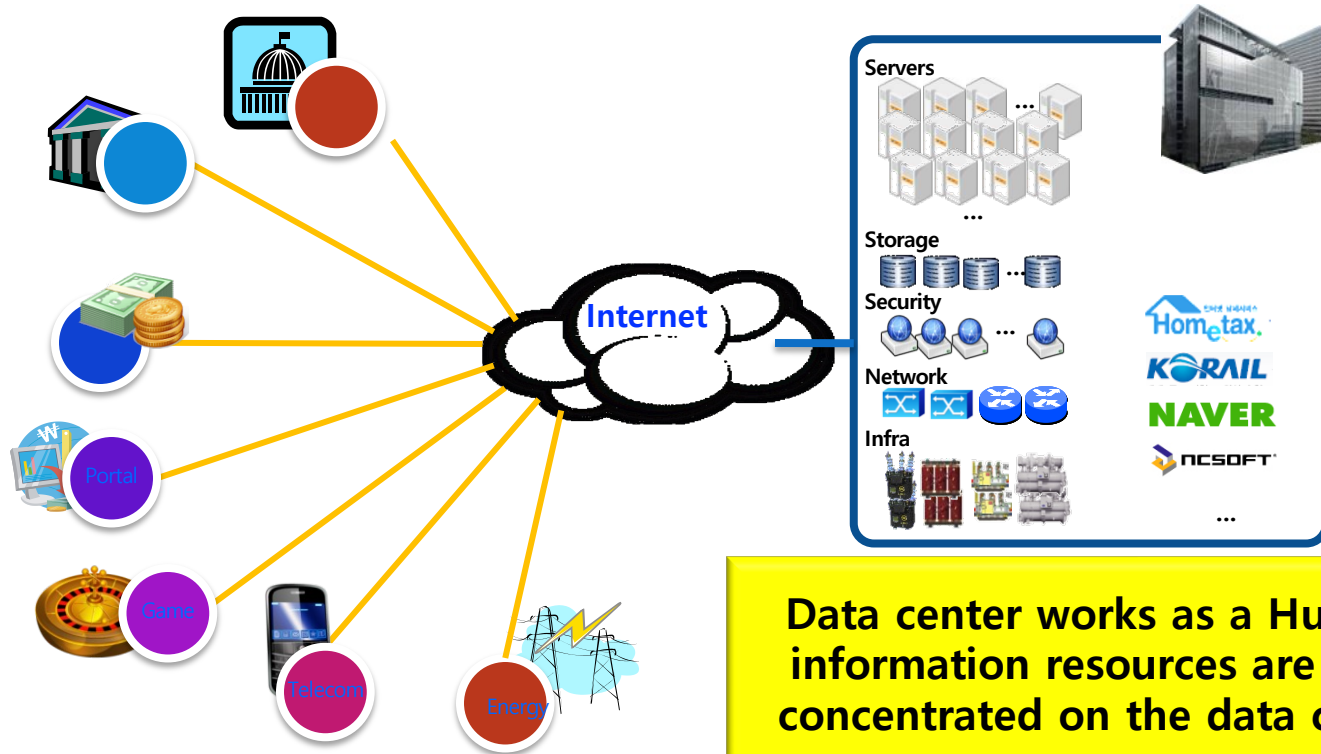 Servers
...
...
Storage
...
Security
...
Network
Infra
Internet
Hometax.
KORAIL
NAVER
NCSOFT
...
₩
Portal
Game
Telecom
Energy
Data center works as a Hu
information resources are
concentrated on the data